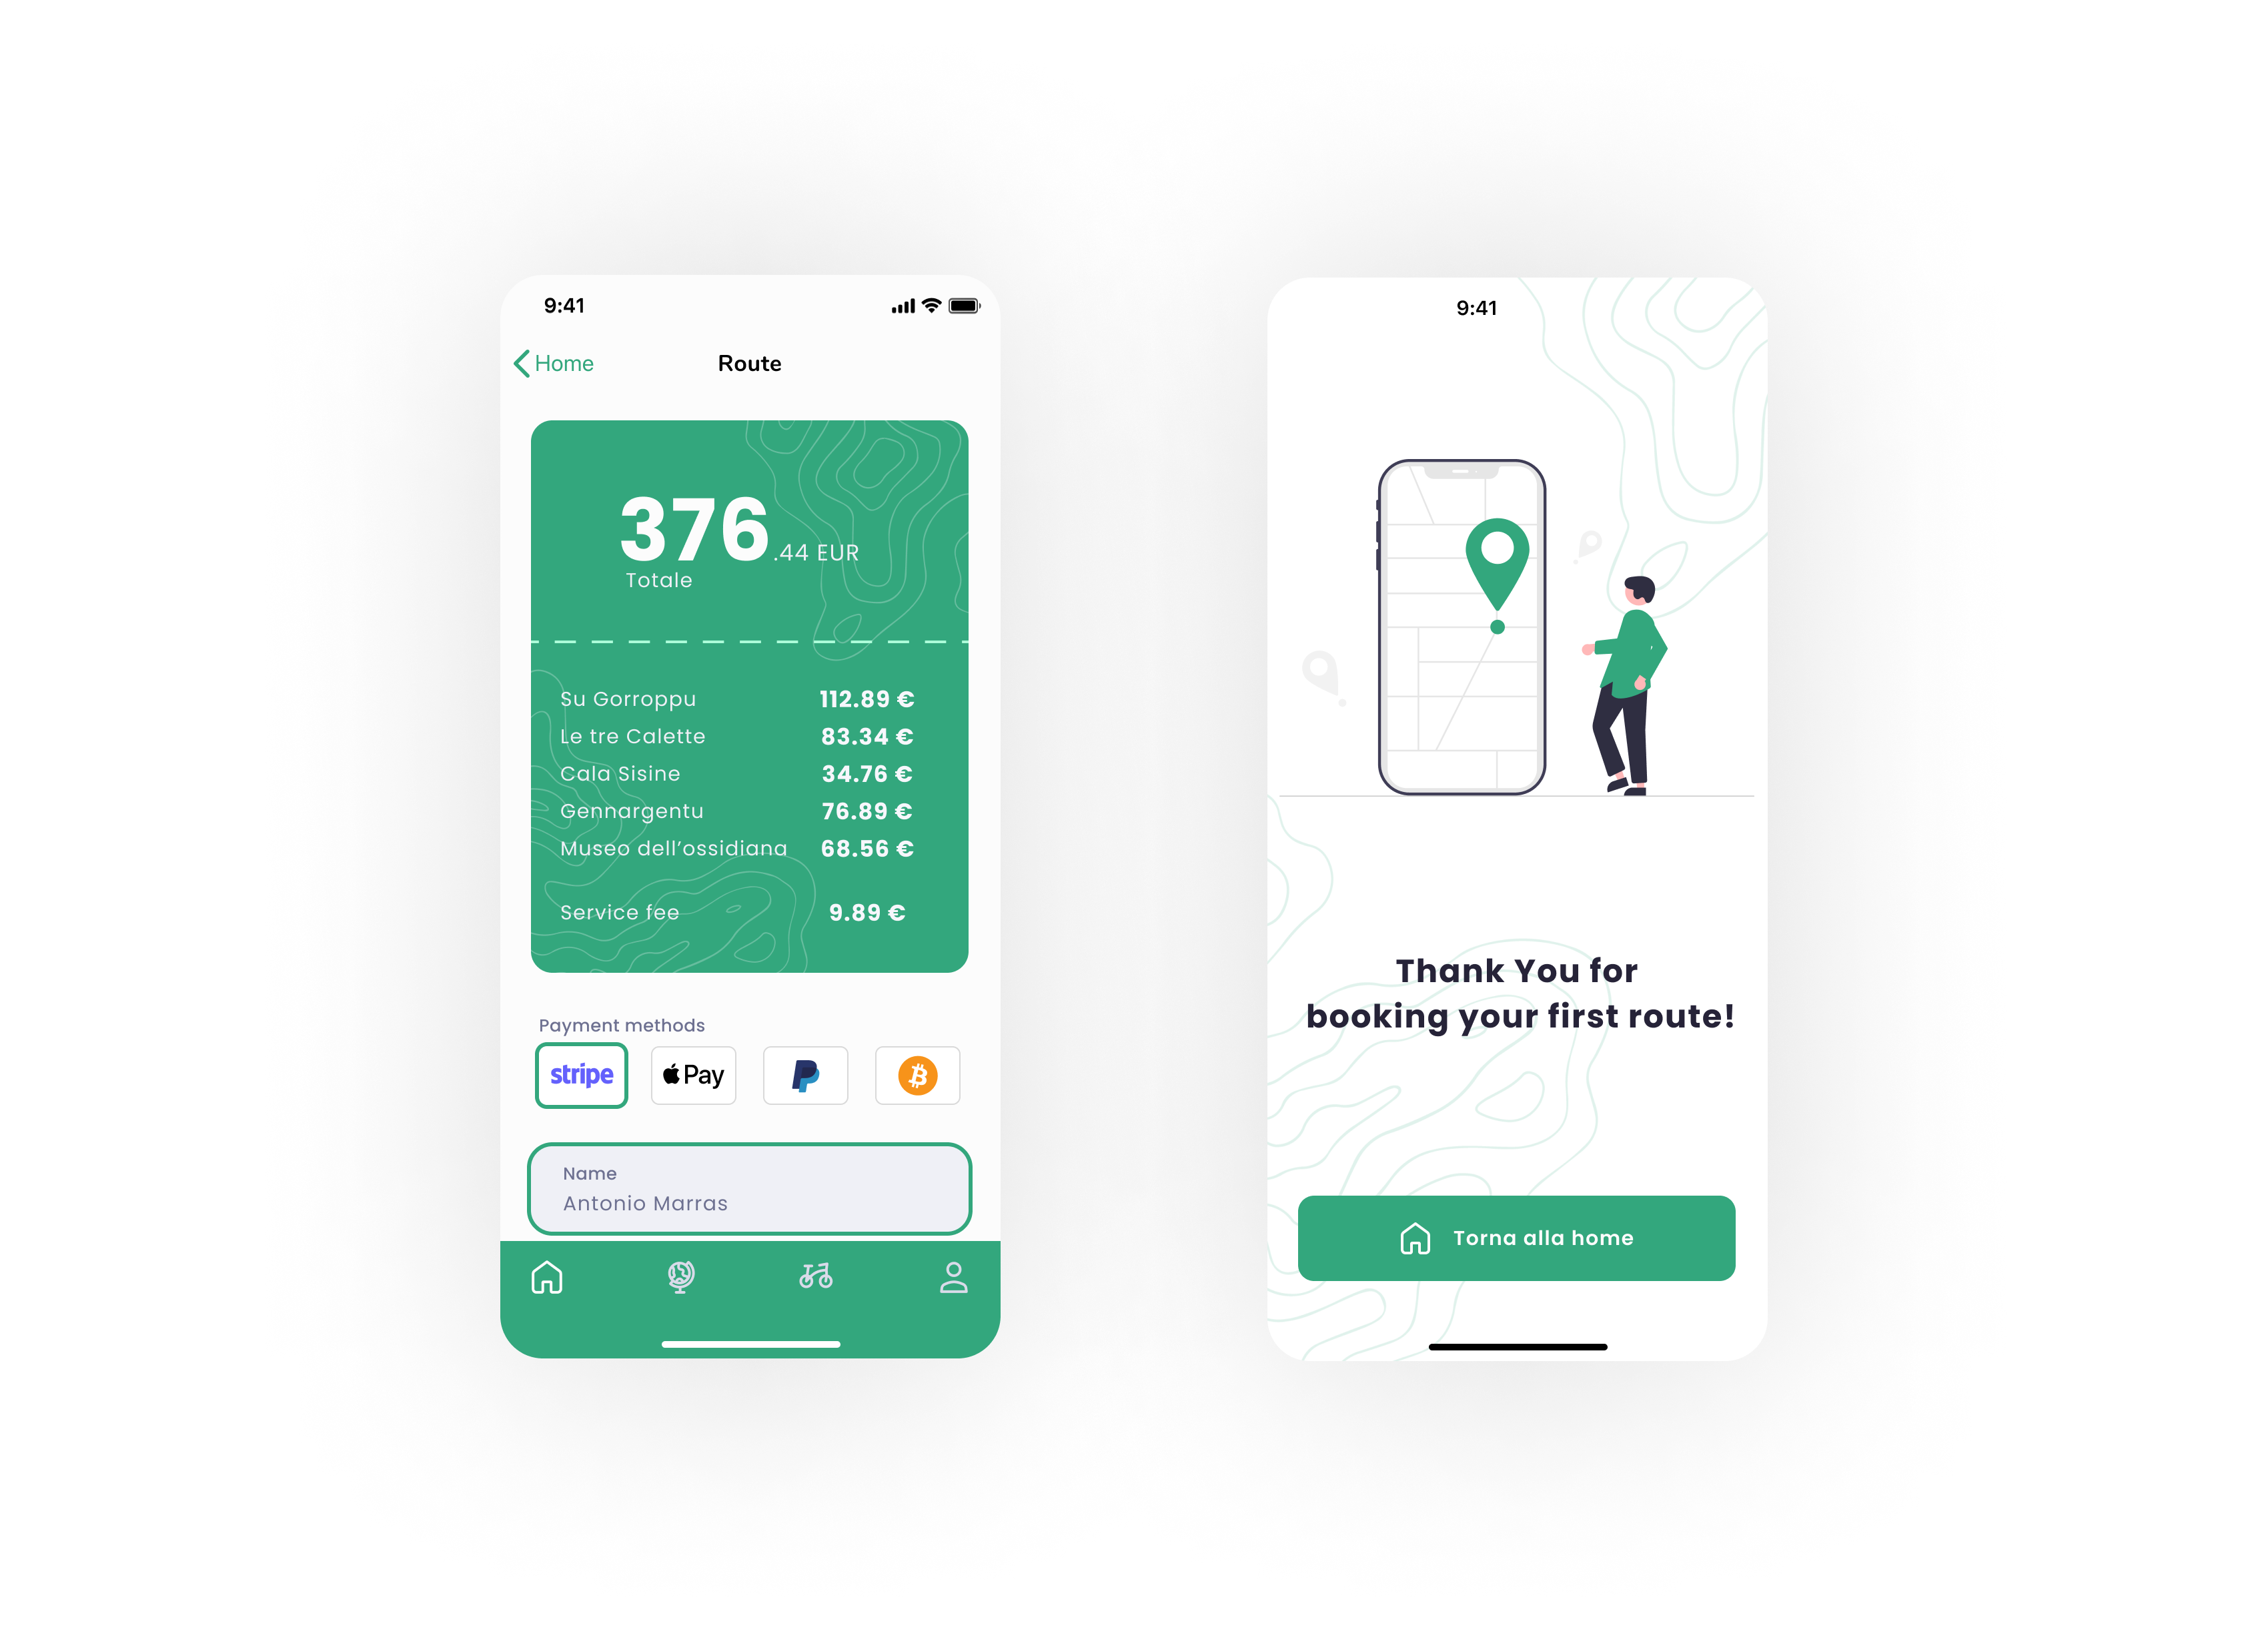 9:41
Home
Route
376.44 EUR
Totale
Su Gorroppu 112.89 €
Le tre Calette 83.34 €
Cala Sisine 34.76 €
Gennargentu 76.89 €
Museo dell’ossidiana 68.56 €
Service fee 9.89 €
Payment methods
stripe
Pay
Name
Antonio Marras
9:41
Thank You for
booking your first route!
Torna alla home